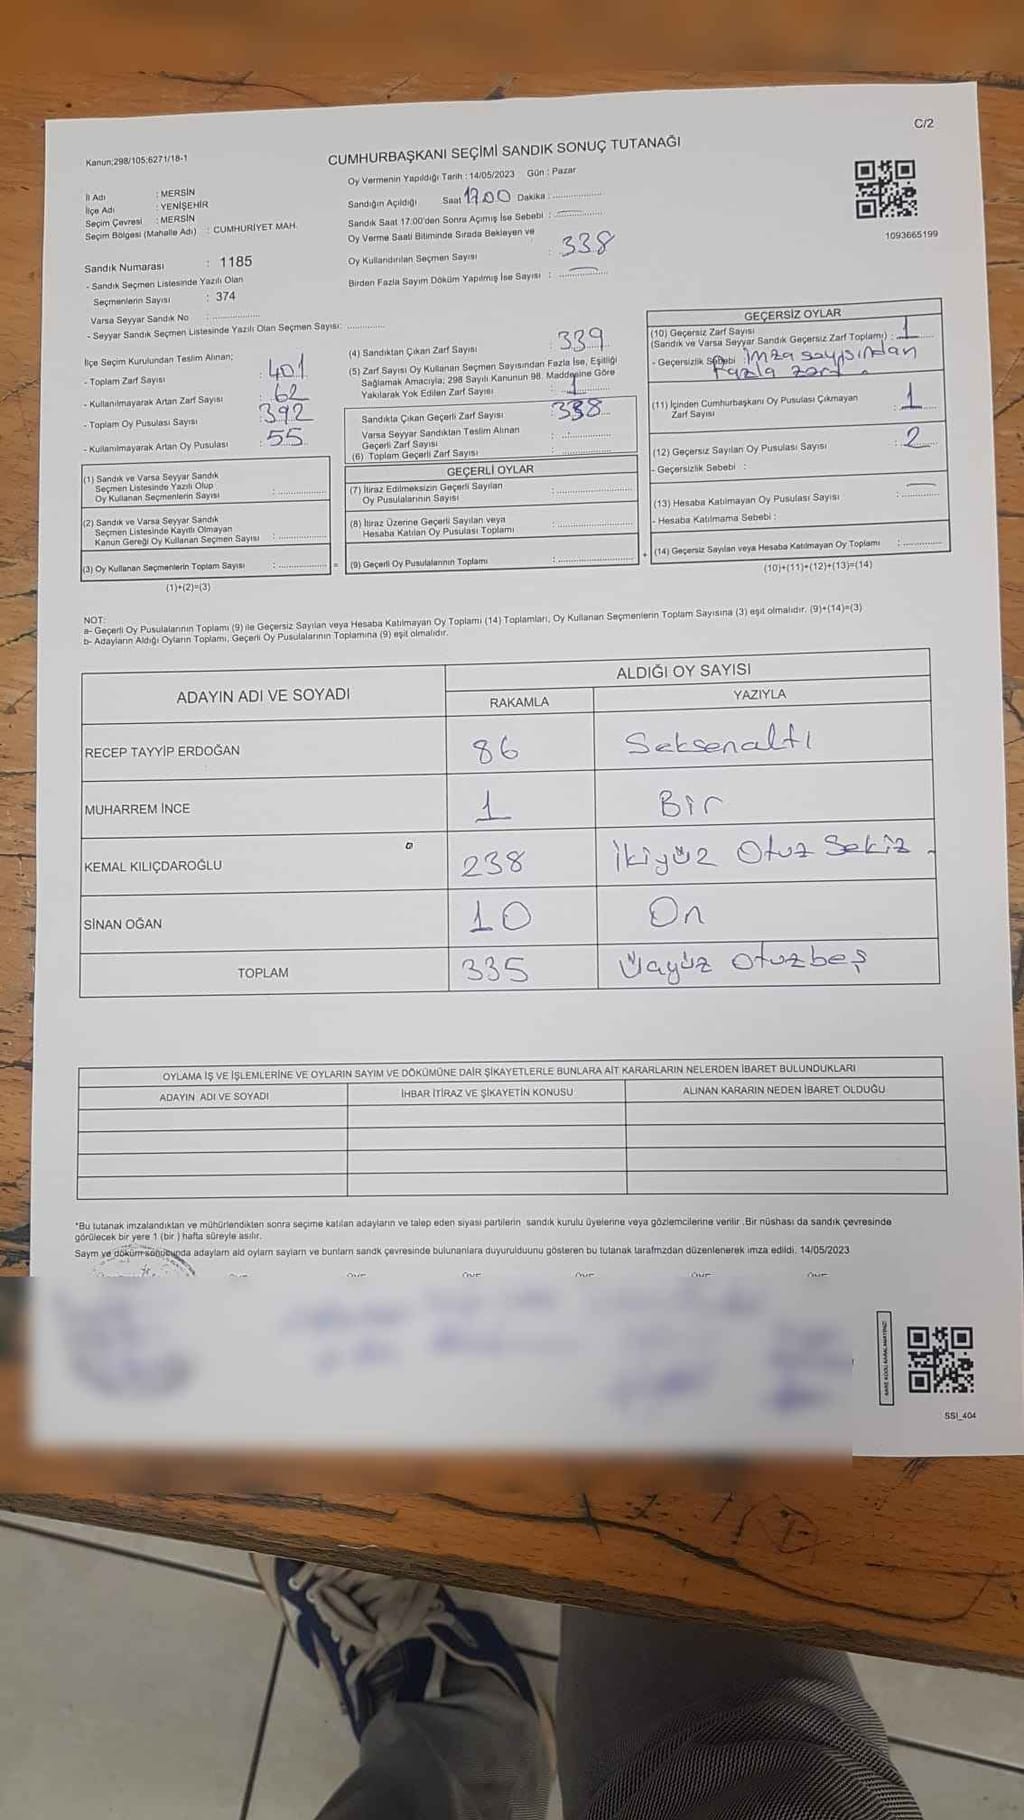 C/2
Kanun;298/105;6271/18-1
CUMHURBAŞKANI SEÇİMİ SANDIK SONUÇ TUTANAĞI
Oy Vermenin Yapıldığı Tarih : 14/05/2023 Gün : Pazar
İl Adı : MERSİN
İlçe Adı : YENİŞEHİR
Seçim Çevresi : MERSİN
Seçim Bölgesi (Mahalle Adı) : CUMHURİYET MAH.
Sandığın Açıldığı Saat 17.00 Dakika :
Sandık Saat 17:00'den Sonra Açımış İse Sebebi :
Oy Verme Saati Bitiminde Sırada Bekleyen ve
Oy Kullandırılan Seçmen Sayısı : 338
Birden Fazla Sayım Döküm Yapılmış İse Sayısı :
1093665199
Sandık Numarası : 1185
- Sandık Seçmen Listesinde Yazılı Olan
Seçmenlerin Sayısı : 374
Varsa Seyyar Sandık No :
- Seyyar Sandık Seçmen Listesinde Yazılı Olan Seçmen Sayısı:
İlçe Seçim Kurulundan Teslim Alınan;
- Toplam Zarf Sayısı : 401
- Kullanılmayarak Artan Zarf Sayısı : 62
- Toplam Oy Pusulası Sayısı : 392
- Kullanılmayarak Artan Oy Pusulası : 55
(4) Sandıktan Çıkan Zarf Sayısı : 339
(5) Zarf Sayısı Oy Kullanan Seçmen Sayısından Fazla İse, Eşitliği
Sağlamak Amacıyla; 298 Sayılı Kanunun 98. Maddesine Göre
Yakılarak Yok Edilen Zarf Sayısı : 1
Sandıkta Çıkan Geçerli Zarf Sayısı : 338
Varsa Seyyar Sandıktan Teslim Alınan
Geçerli Zarf Sayısı :
(6) Toplam Geçerli Zarf Sayısı :
GEÇERLİ OYLAR
(7) İtiraz Edilmeksizin Geçerli Sayılan
Oy Pusulalarının Sayısı :
(8) İtiraz Üzerine Geçerli Sayılan veya
Hesaba Katılan Oy Pusulası Toplamı :
(9) Geçerli Oy Pusulalarının Toplamı :
GEÇERSİZ OYLAR
(10) Geçersiz Zarf Sayısı
(Sandık ve Varsa Seyyar Sandık Geçersiz Zarf Toplamı) : 1
- Geçersizlik Sebebi : imza sayısından
fazla zarf.
(11) İçinden Cumhurbaşkanı Oy Pusulası Çıkmayan
Zarf Sayısı : 1
(12) Geçersiz Sayılan Oy Pusulası Sayısı : 2
- Geçersizlik Sebebi :
(13) Hesaba Katılmayan Oy Pusulası Sayısı :
- Hesaba Katılmama Sebebi :
(14) Geçersiz Sayılan veya Hesaba Katılmayan Oy Toplamı :
(10)+(11)+(12)+(13)=(14)
(1) Sandık ve Varsa Seyyar Sandık
Seçmen Listesinde Yazılı Olup
Oy Kullanan Seçmenlerin Sayısı :
(2) Sandık ve Varsa Seyyar Sandık
Seçmen Listesinde Kayıtlı Olmayan
Kanun Gereği Oy Kullanan Seçmen Sayısı :
(3) Oy Kullanan Seçmenlerin Toplam Sayısı : =
+
(1)+(2)=(3)
NOT:
a- Geçerli Oy Pusulalarının Toplamı (9) ile Geçersiz Sayılan veya Hesaba Katılmayan Oy Toplamı (14) Toplamları, Oy Kullanan Seçmenlerin Toplam Sayısına (3) eşit olmalıdır. (9)+(14)=(3)
b- Adayların Aldığı Oyların Toplamı, Geçerli Oy Pusulalarının Toplamına (9) eşit olmalıdır.
ADAYIN ADI VE SOYADI
ALDIĞI OY SAYISI
RAKAMLA YAZIYLA
RECEP TAYYİP ERDOĞAN 86 Seksenaltı
MUHARREM İNCE 1 Bir
KEMAL KILIÇDAROĞLU 238 İkiyüz Otuz Sekiz.
SİNAN OĞAN 10 On
TOPLAM 335 Üçyüz Otuzbeş
OYLAMA İŞ VE İŞLEMLERİNE VE OYLARIN SAYIM VE DÖKÜMÜNE DAİR ŞİKAYETLERLE BUNLARA AİT KARARLARIN NELERDEN İBARET BULUNDUKLARI
ADAYIN ADI VE SOYADI İHBAR İTİRAZ VE ŞİKAYETİN KONUSU ALINAN KARARIN NEDEN İBARET OLDUĞU
*Bu tutanak imzalandıktan ve mühürlendikten sonra seçime katılan adayların ve talep eden siyasi partilerin sandık kurulu üyelerine veya gözlemcilerine verilir .Bir nüshası da sandık çevresinde
görülecek bir yere 1 (bir ) hafta süreyle asılır.
Sayım ve döküm sonucunda adayların ald oyların sayıları ve bunları sandk çevresinde bulunanlara duyurulduunu gösteren bu tutanak tarafmzdan düzenlenerek imza edildi. 14/05/2023
SSI_404